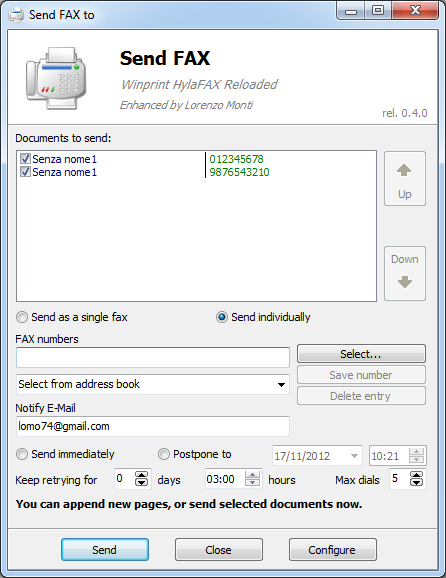 Send FAX to
Send FAX
Winprint HylaFAX Reloaded
Enhanced by Lorenzo Monti
rel. 0.4.0
Documents to send:
Senza nome1 012345678
Senza nome1 9876543210
Up
Down
Send as a single fax Send individually
FAX numbers
Select...
Select from address book Save number
Delete entry
Notify E-Mail
lomo74@gmail.com
Send immediately Postpone to 17/11/2012 10:21
Keep retrying for 0 days 03:00 hours Max dials 5
You can append new pages, or send selected documents now.
Send Close Configure